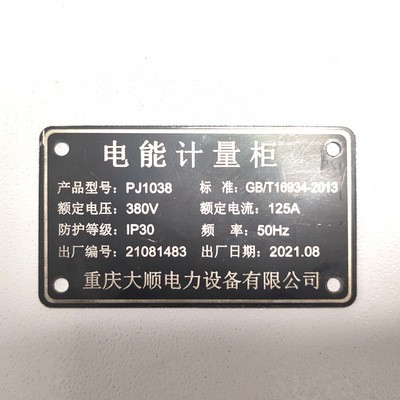 电能计量柜
产品型号: PJ1038 标 准: GB/T16934-2013
额定电压: 380V 额定电流: 125A
防护等级: IP30 频 率: 50Hz
出厂编号: 21081483 出厂日期: 2021.08
重庆大顺电力设备有限公司